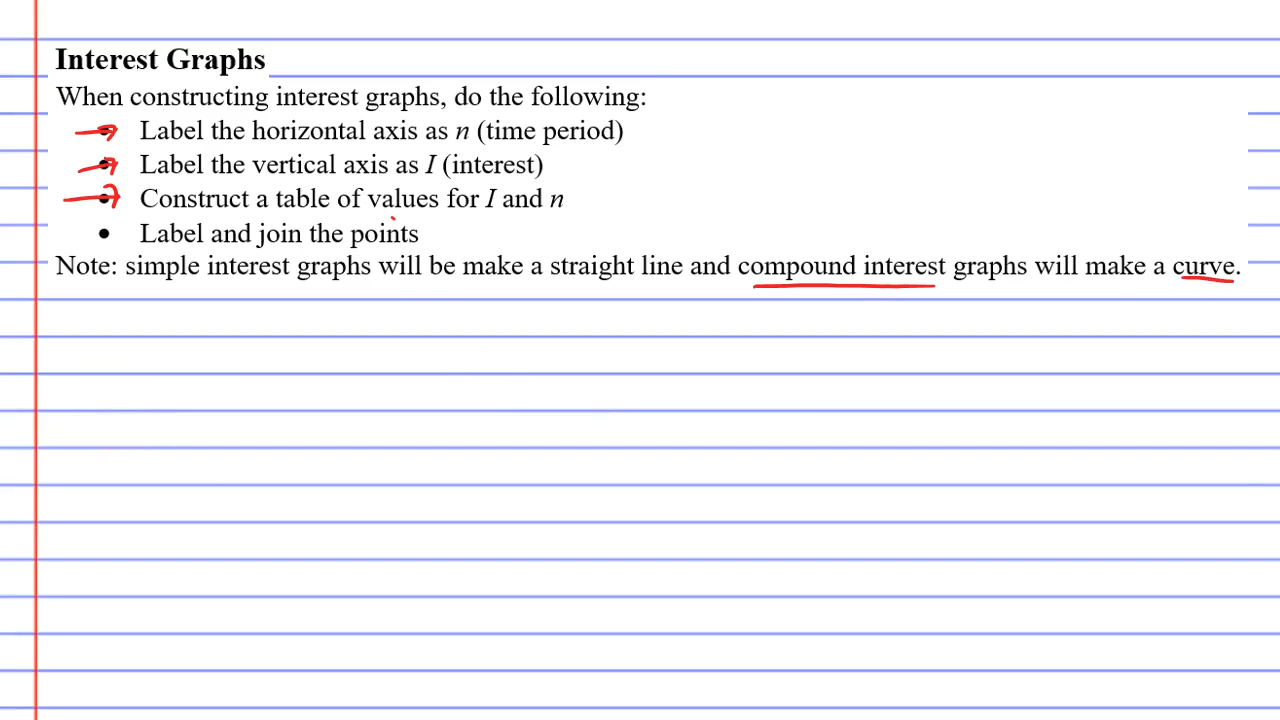 Interest Graphs
When constructing interest graphs, do the following:
• Label the horizontal axis as n (time period)
• Label the vertical axis as I (interest)
• Construct a table of values for I and n
• Label and join the points
Note: simple interest graphs will be make a straight line and compound interest graphs will make a curve.